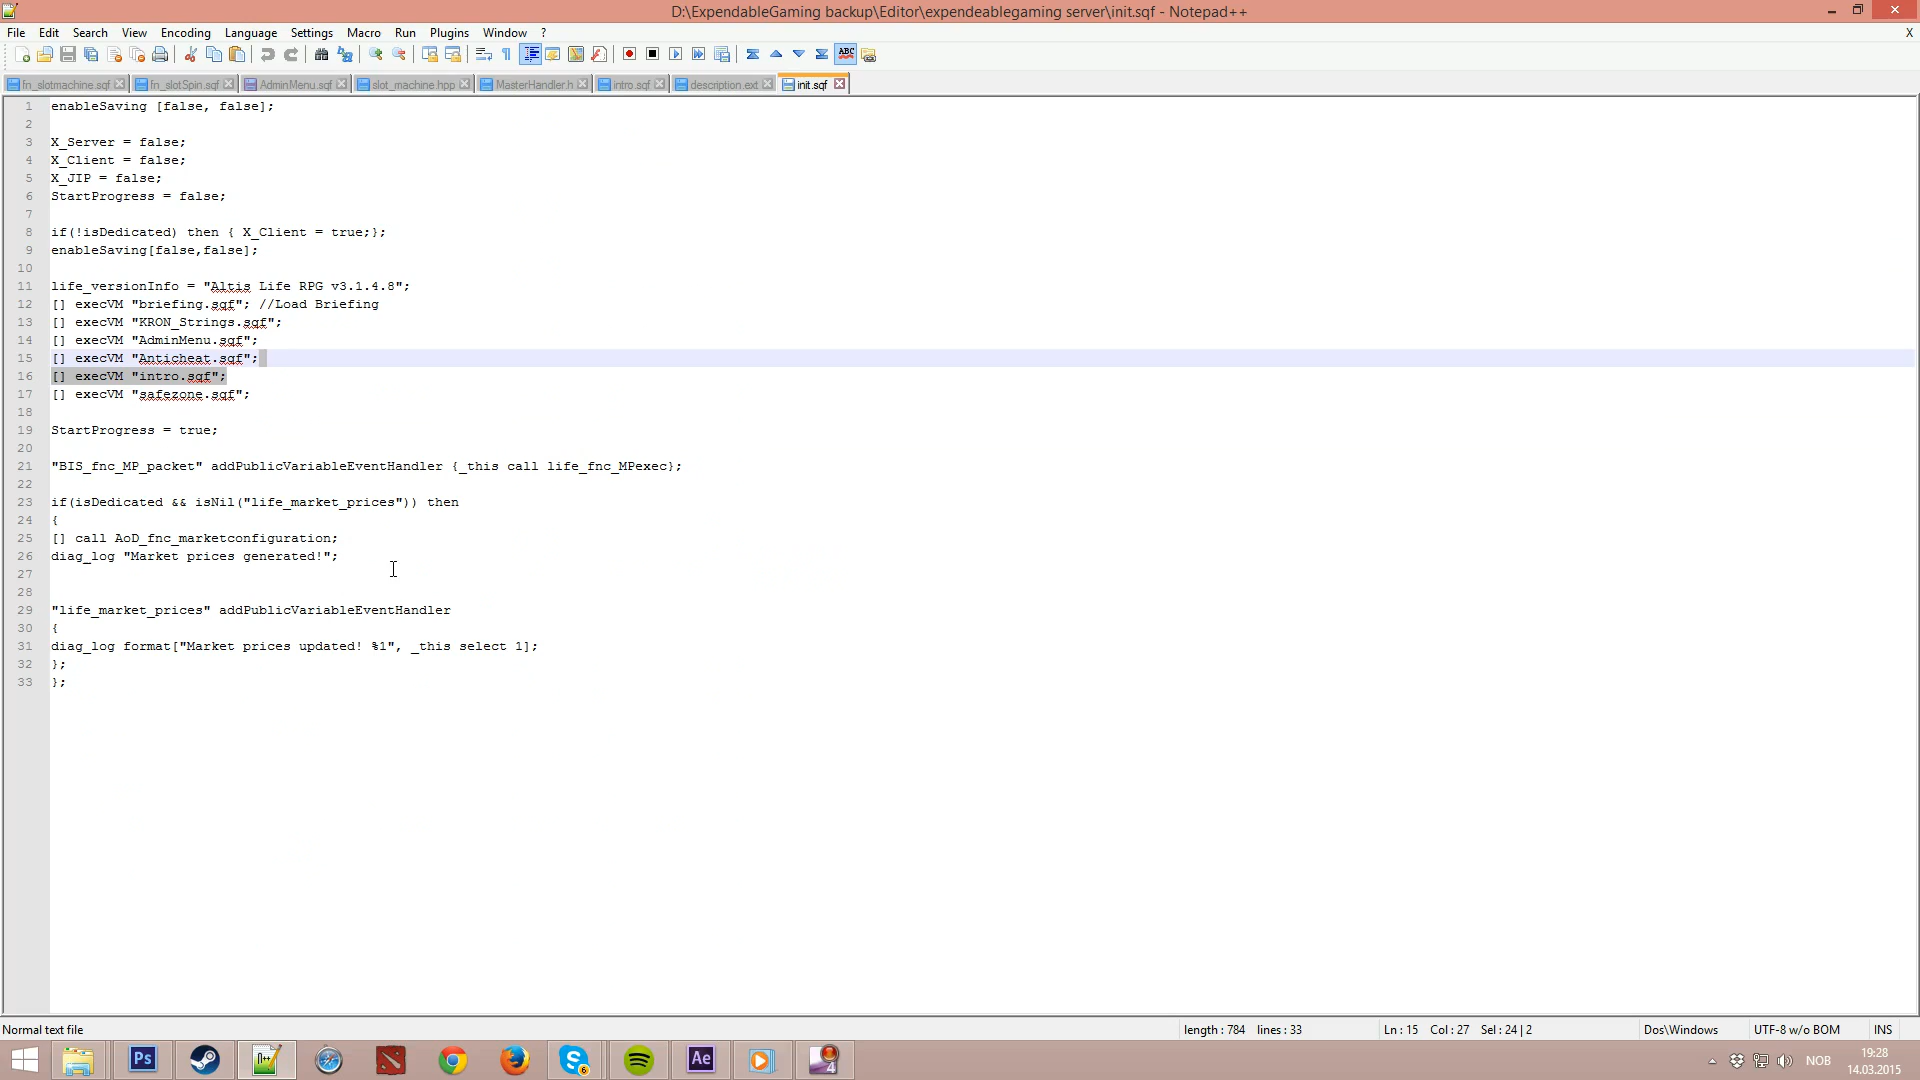 D:\ExpendableGaming backup\Editor\expendeablegaming server\init.sqf - Notepad++
File Edit Search View Encoding Language Settings Macro Run Plugins Window ? X
fn_slotmachine.sqf fn_slotSpin.sqf AdminMenu.sqf slot_machine.hpp MasterHandler.h intro.sqf description.ext init.sqf
1 enableSaving [false, false];
2
3 X_Server = false;
4 X_Client = false;
5 X_JIP = false;
6 StartProgress = false;
7
8 if(!isDedicated) then { X_Client = true;};
9 enableSaving[false,false];
10
11 life_versionInfo = "Altis Life RPG v3.1.4.8";
12 [] execVM "briefing.sqf"; //Load Briefing
13 [] execVM "KRON_Strings.sqf";
14 [] execVM "AdminMenu.sqf";
15 [] execVM "Anticheat.sqf";
16 [] execVM "intro.sqf";
17 [] execVM "safezone.sqf";
18
19 StartProgress = true;
20
21 "BIS_fnc_MP_packet" addPublicVariableEventHandler {_this call life_fnc_MPexec};
22
23 if(isDedicated && isNil("life_market_prices")) then
24 {
25 [] call AoD_fnc_marketconfiguration;
26 diag_log "Market prices generated!";
27
28
29 "life_market_prices" addPublicVariableEventHandler
30 {
31 diag_log format["Market prices updated! %1", _this select 1];
32 };
33 };
Normal text file length : 784 lines : 33 Ln : 15 Col : 27 Sel : 24 | 2 Dos\Windows UTF-8 w/o BOM INS
Ps Ae NOB 19:28
14.03.2015